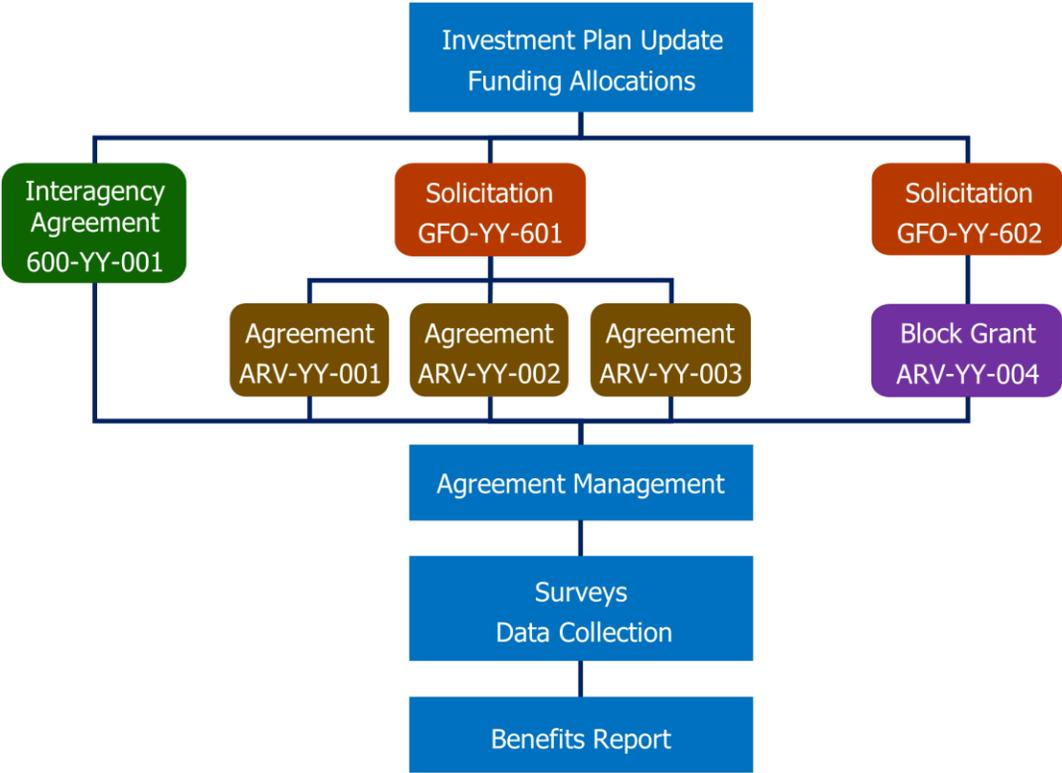 Investment Plan Update
Funding Allocations
Interagency
Agreement
600-YY-001
Solicitation
GFO-YY-601
Solicitation
GFO-YY-602
Agreement
ARV-YY-001
Agreement
ARV-YY-002
Agreement
ARV-YY-003
Block Grant
ARV-YY-004
Agreement Management
Surveys
Data Collection
Benefits Report